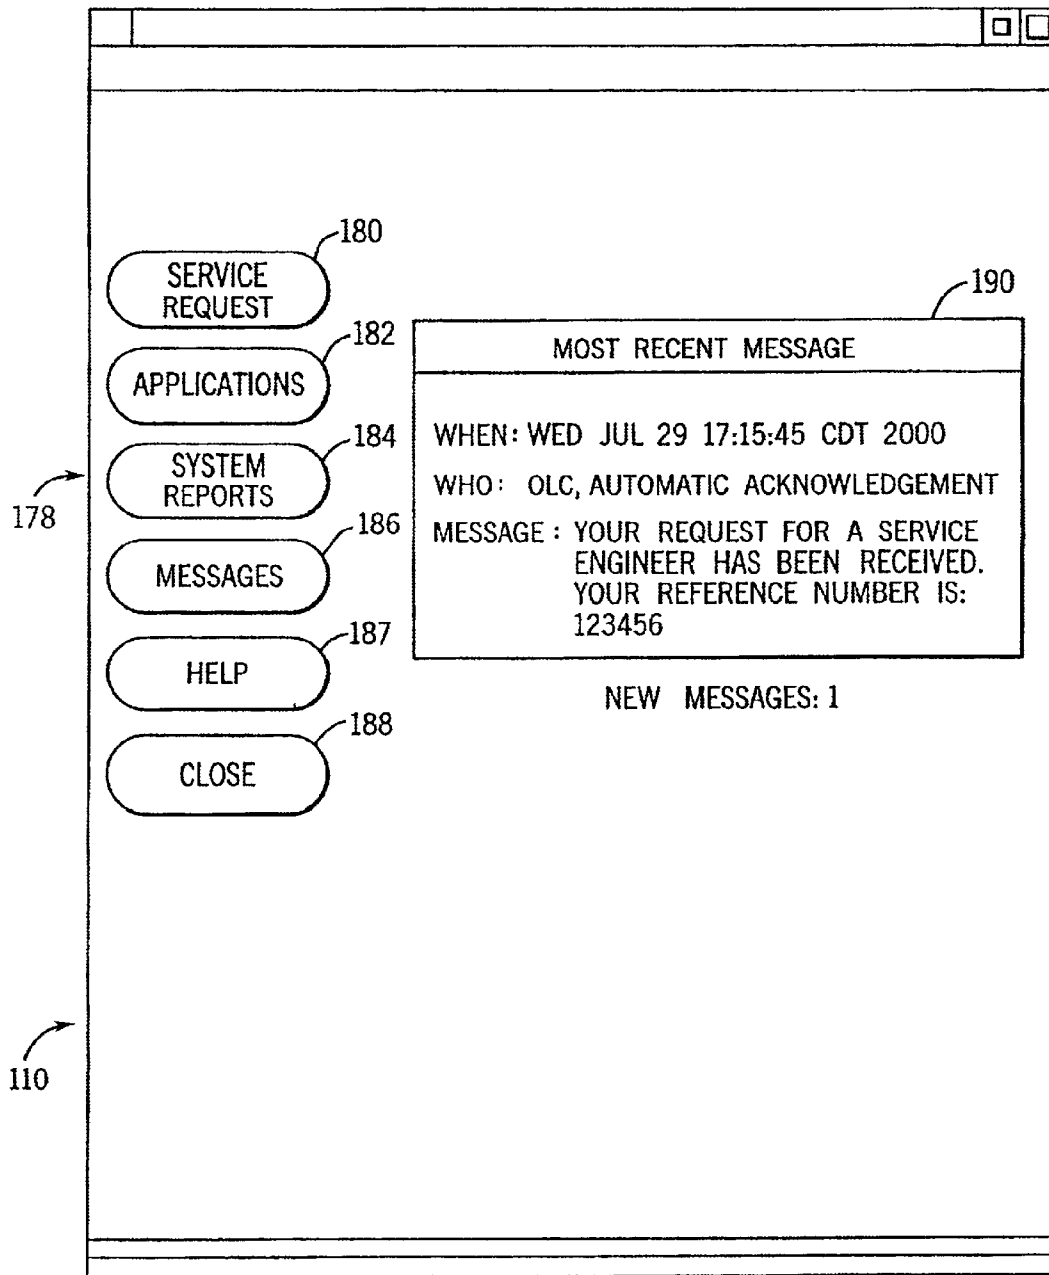 180
SERVICE
REQUEST
190
182
MOST RECENT MESSAGE
APPLICATIONS
184
WHEN: WED JUL 29 17:15:45 CDT 2000
SYSTEM
REPORTS
WHO: OLC, AUTOMATIC ACKNOWLEDGEMENT
178
186
MESSAGE: YOUR REQUEST FOR A SERVICE
ENGINEER HAS BEEN RECEIVED.
YOUR REFERENCE NUMBER IS:
123456
MESSAGES
187
HELP
NEW MESSAGES: 1
188
CLOSE
110